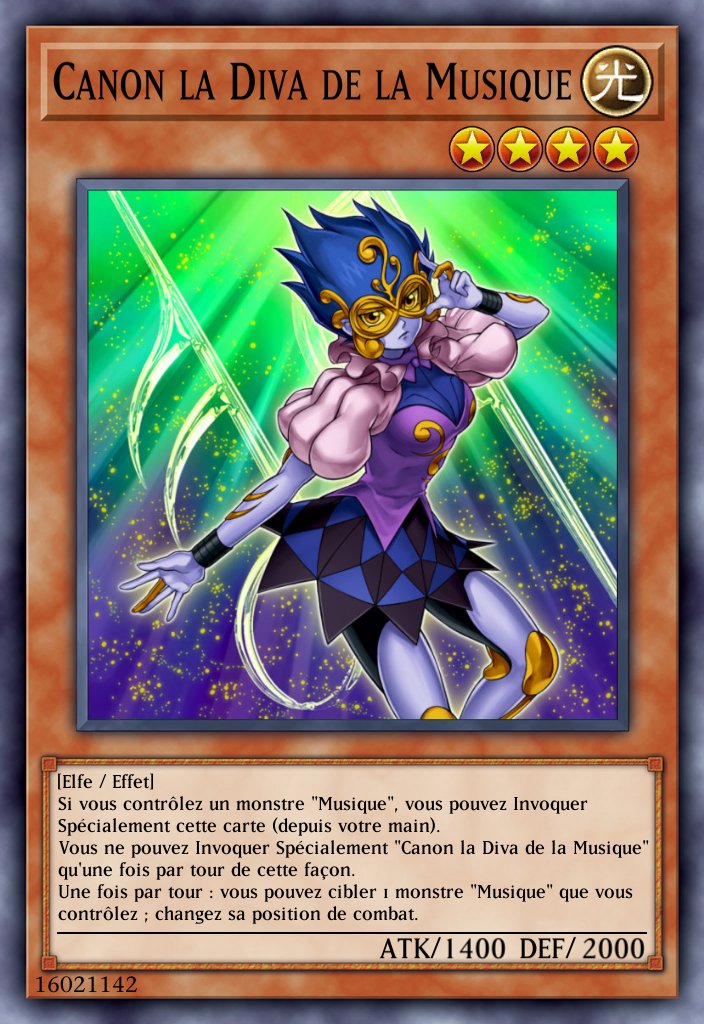 Canon la Diva de la Musique
光
[Elfe / Effet]
Si vous contrôlez un monstre "Musique", vous pouvez Invoquer
Spécialement cette carte (depuis votre main).
Vous ne pouvez Invoquer Spécialement "Canon la Diva de la Musique"
qu'une fois par tour de cette façon.
Une fois par tour : vous pouvez cibler 1 monstre "Musique" que vous
contrôlez ; changez sa position de combat.
ATK/1400 DEF/2000
16021142